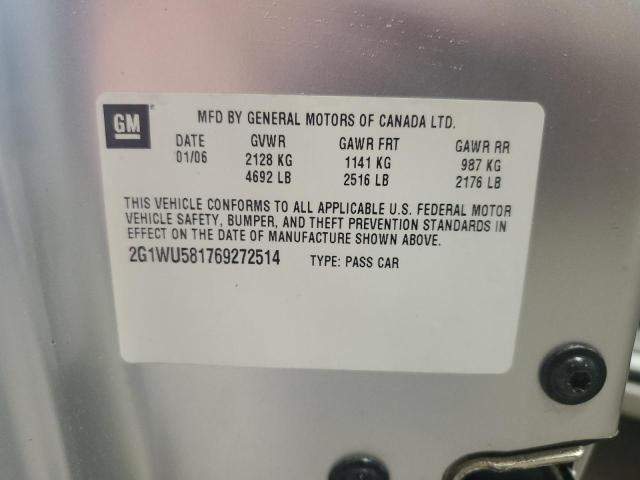 GM
MFD BY GENERAL MOTORS OF CANADA LTD.
DATE GVWR GAWR FRT GAWR RR
01/06 2128 KG 1141 KG 987 KG
4692 LB 2516 LB 2176 LB
THIS VEHICLE CONFORMS TO ALL APPLICABLE U.S. FEDERAL MOTOR
VEHICLE SAFETY, BUMPER, AND THEFT PREVENTION STANDARDS IN
EFFECT ON THE DATE OF MANUFACTURE SHOWN ABOVE.
2G1WU581769272514 TYPE: PASS CAR